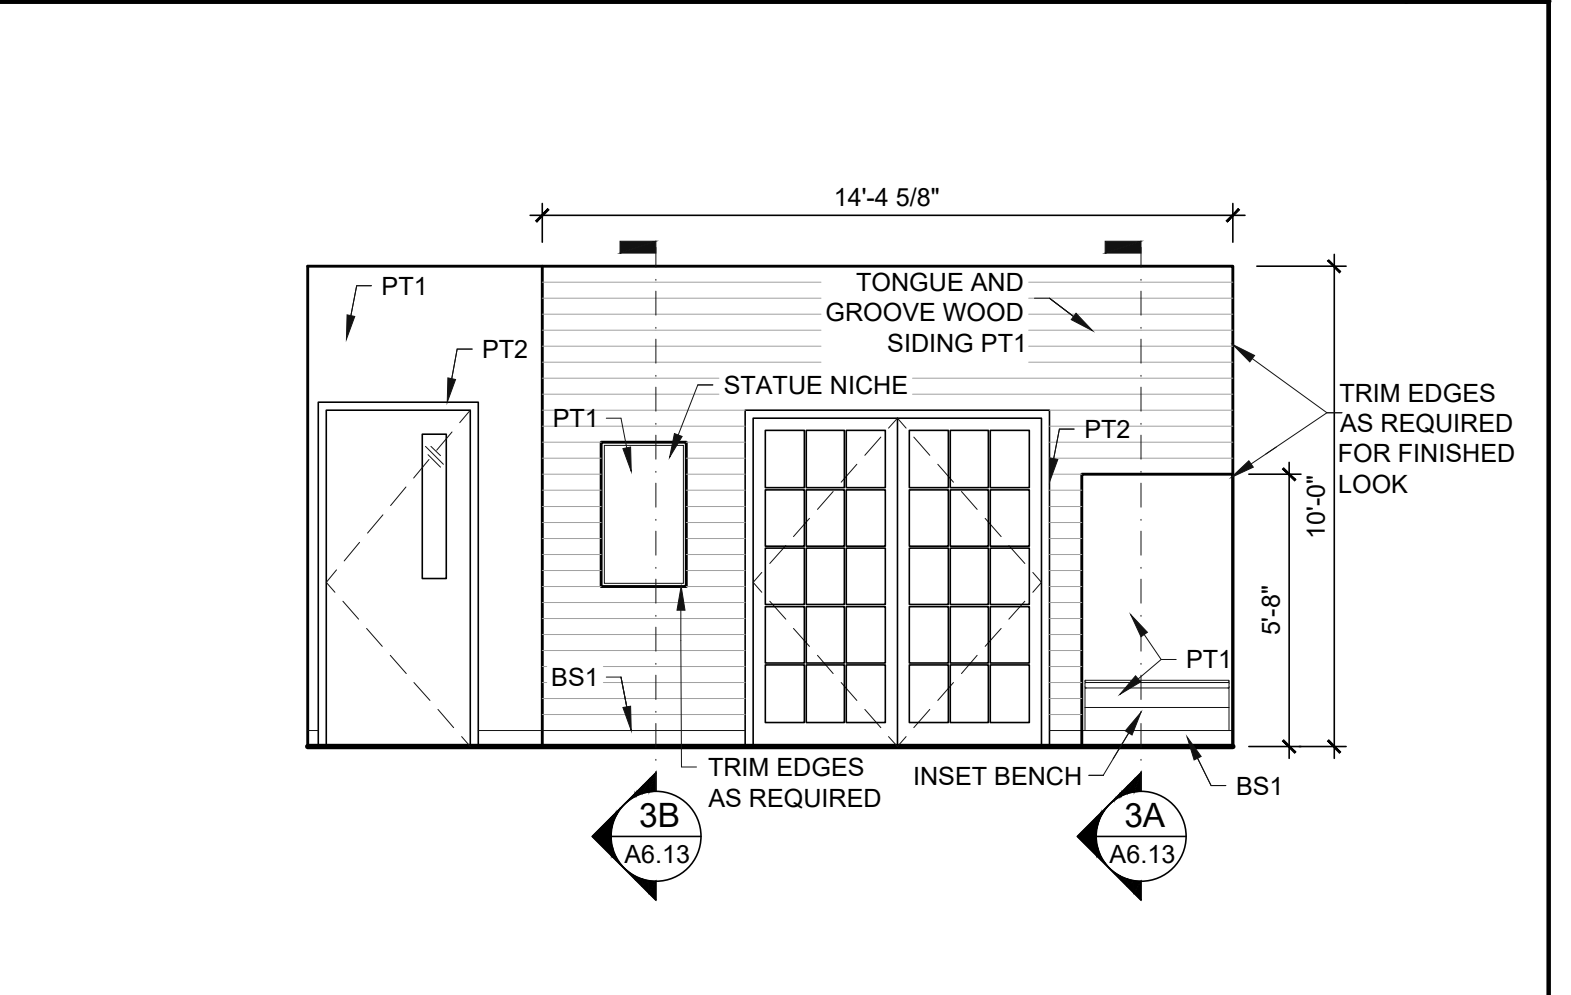 14'-4 5/8"
PT1
TONGUE AND
GROOVE WOOD
SIDING PT1
PT2
STATUE NICHE
PT1
PT2
TRIM EDGES
AS REQUIRED
FOR FINISHED
LOOK
10'-0"
5'-8"
PT1
BS1
TRIM EDGES
AS REQUIRED
INSET BENCH
BS1
3B
A6.13
3A
A6.13